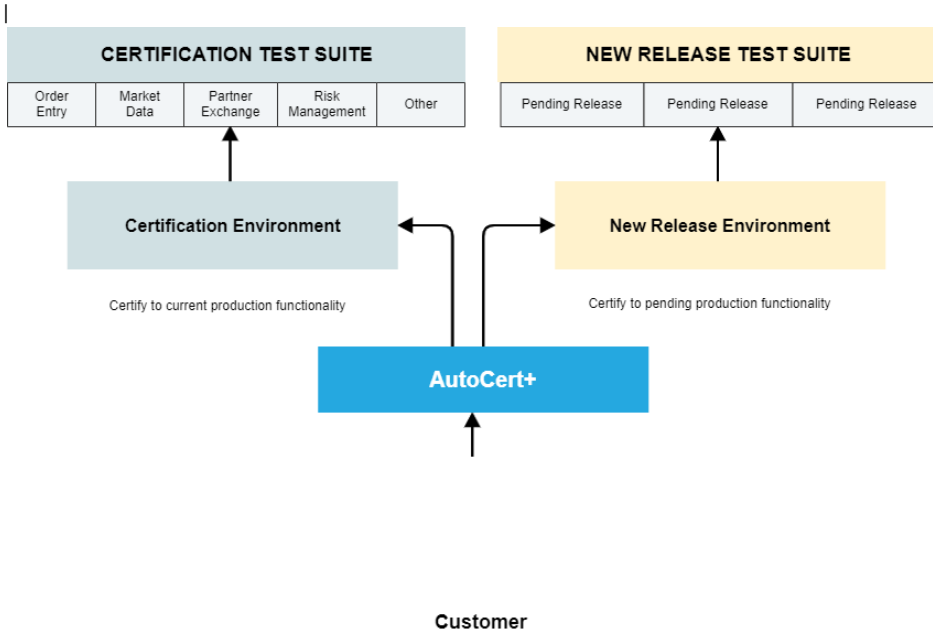 CERTIFICATION TEST SUITE
Order
Entry
Market
Data
Partner
Exchange
Risk
Management
Other
NEW RELEASE TEST SUITE
Pending Release
Pending Release
Pending Release
Certification Environment
New Release Environment
Certify to current production functionality
Certify to pending production functionality
AutoCert+
Customer